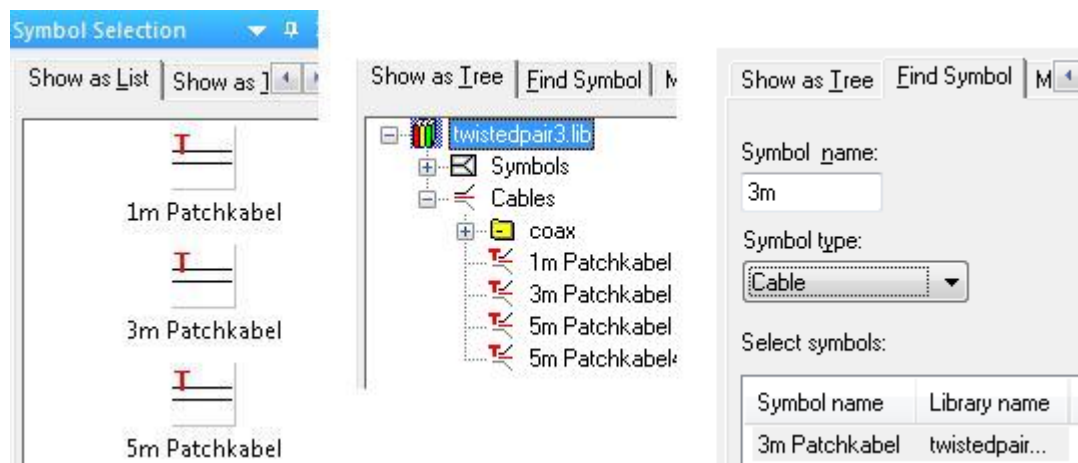 Symbol Selection
Show as List
Show as
1m Patchkabel
3m Patchkabel
5m Patchkabel
Show as Tree
Find Symbol
M
twistedpair3.lib
Symbols
Cables
coax
1m Patchkabel
3m Patchkabel
5m Patchkabel
5m Patchkabel
Show as Tree
Find Symbol
M
Symbol name:
3m
Symbol type:
Cable
Select symbols:
Symbol name
Library name
3m Patchkabel
twistedpair...